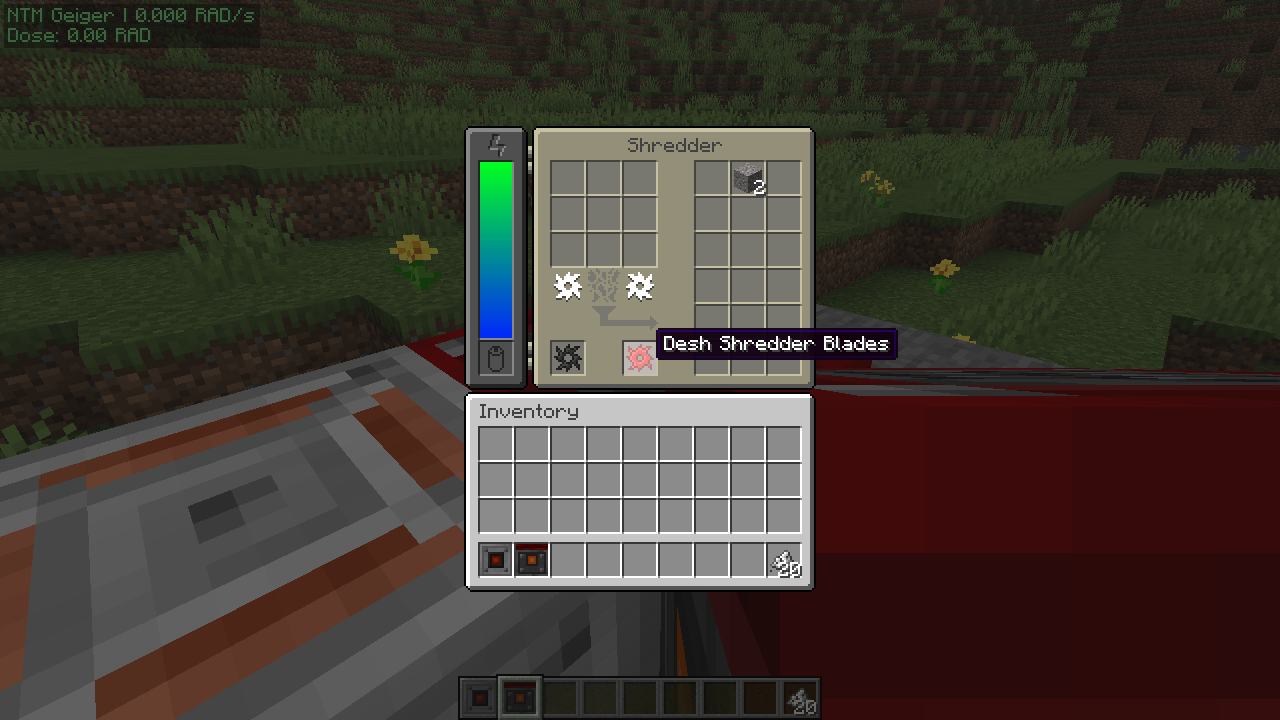 NTM Geiger | 0.000 RAD/s
Dose: 0.00 RAD
Shredder
2
Desh Shredder Blades
Inventory
20
20